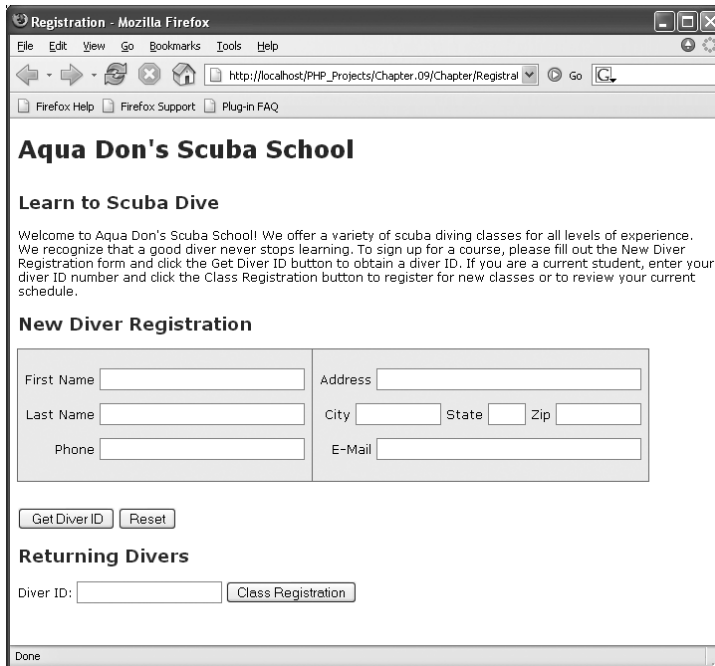 Registration - Mozilla Firefox
File Edit View Go Bookmarks Tools Help
http://localhost/PHP_Projects/Chapter.09/Chapter/Registrat Go G
Firefox Help Firefox Support Plug-in FAQ
Aqua Don's Scuba School
Learn to Scuba Dive
Welcome to Aqua Don's Scuba School! We offer a variety of scuba diving classes for all levels of experience.
We recognize that a good diver never stops learning. To sign up for a course, please fill out the New Diver
Registration form and click the Get Diver ID button to obtain a diver ID. If you are a current student, enter your
diver ID number and click the Class Registration button to register for new classes or to review your current
schedule.
New Diver Registration
First Name Address
Last Name City State Zip
Phone E-Mail
Get Diver ID Reset
Returning Divers
Diver ID: Class Registration
Done